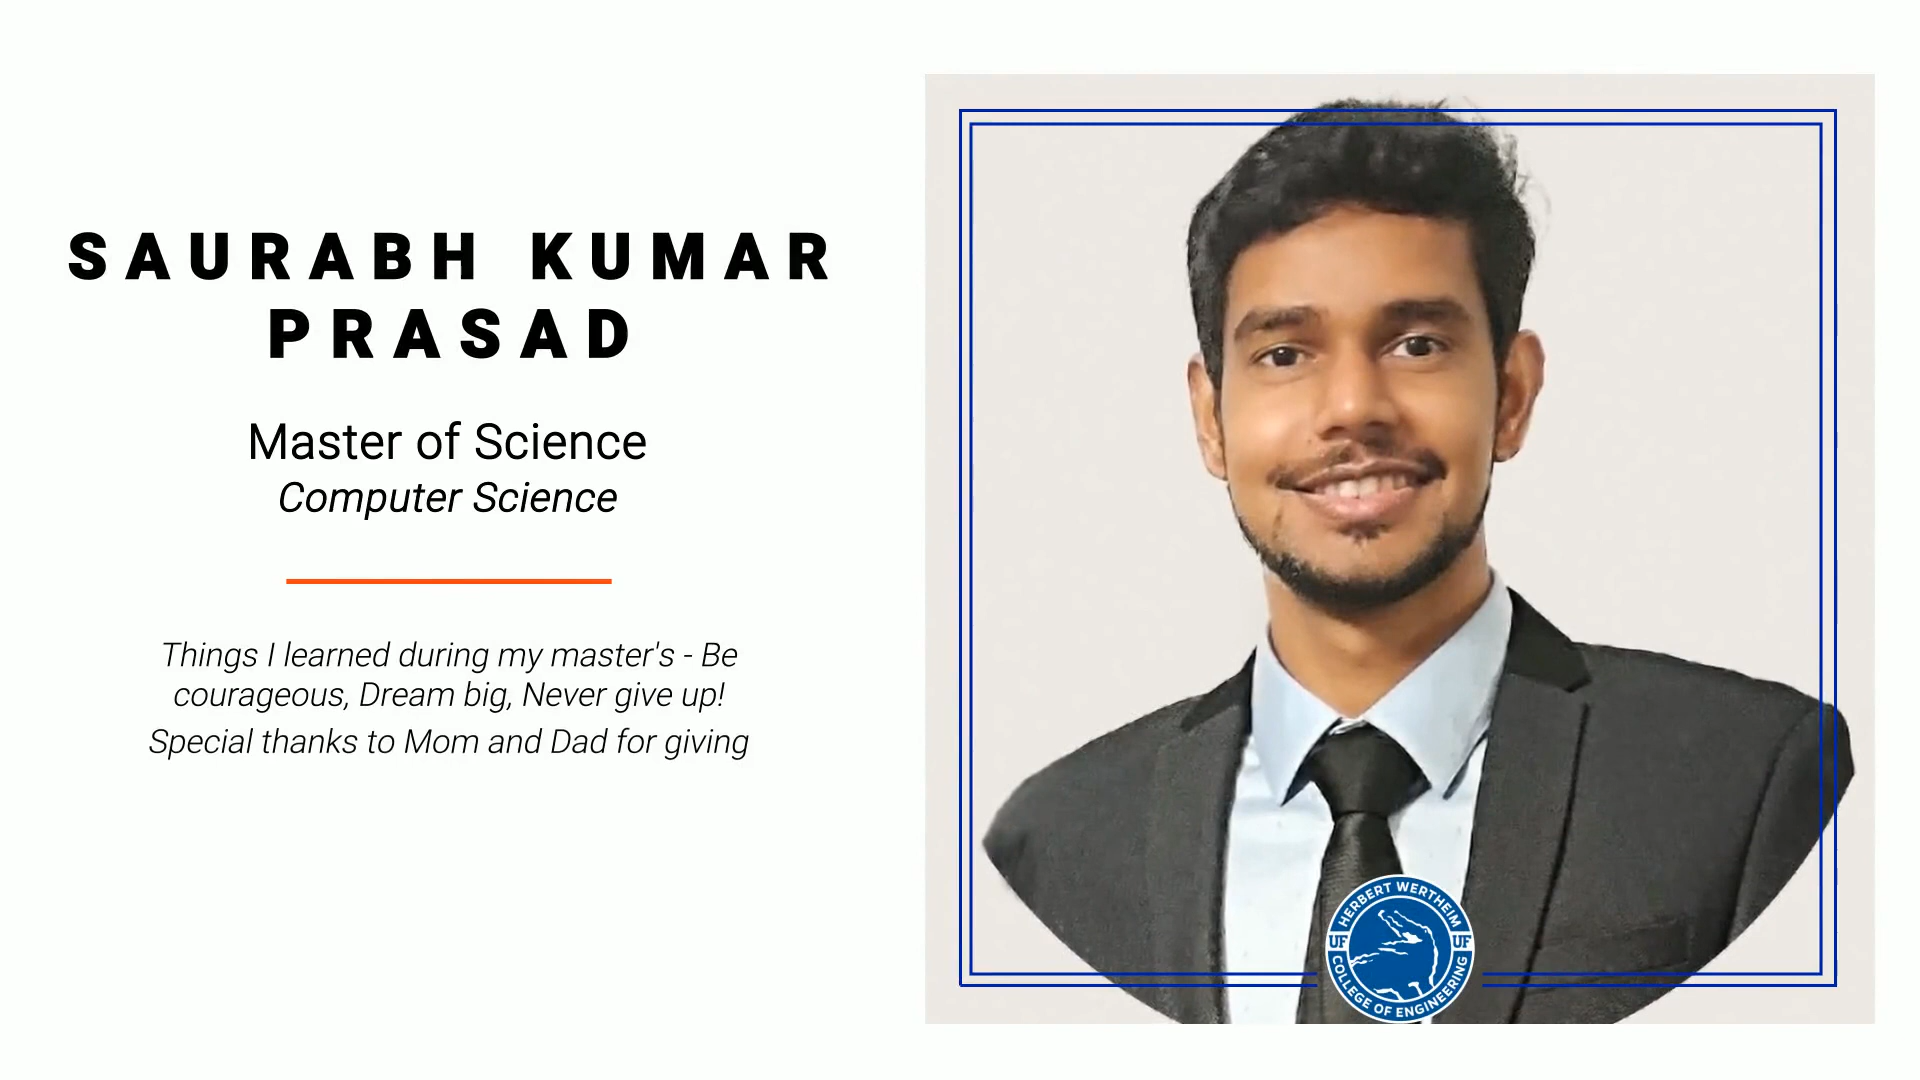 SAURABH KUMAR
PRASAD
Master of Science
Computer Science
Things I learned during my master's - Be
courageous, Dream big, Never give up!
Special thanks to Mom and Dad for giving
HERBERT WERTHEIM
UF UF
COLLEGE OF ENGINEERING